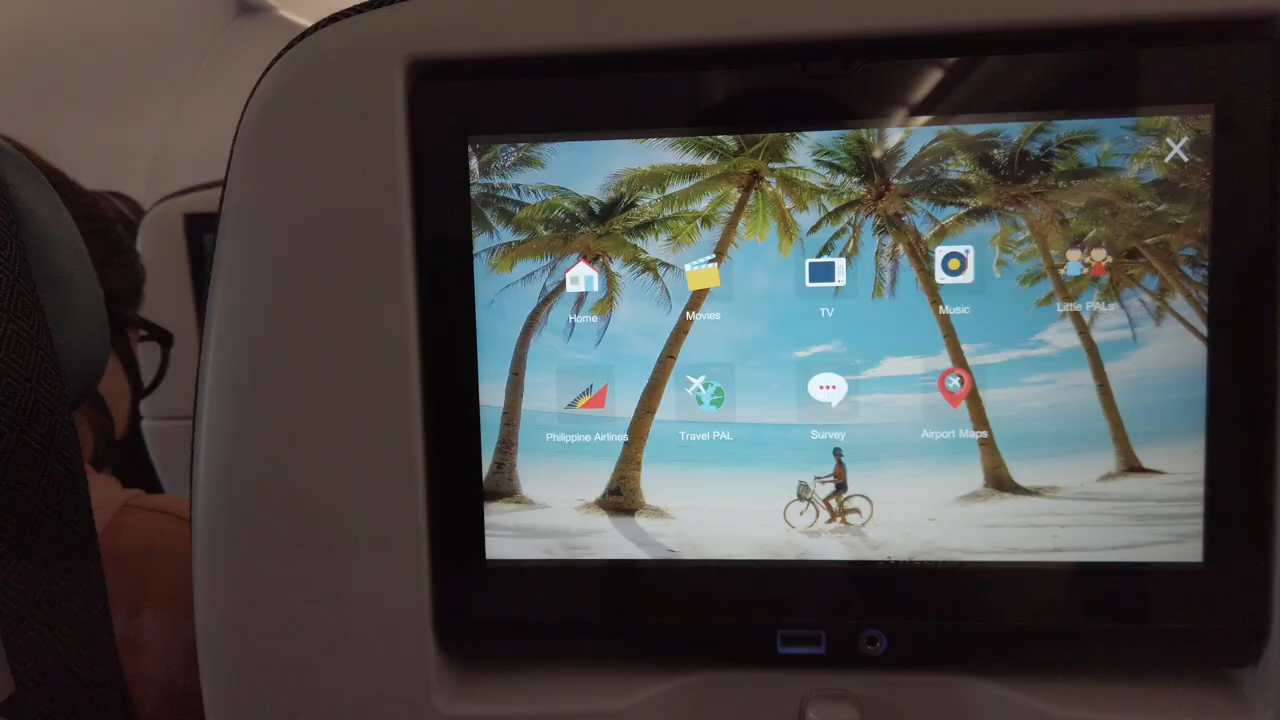 Home
Movies
TV
Music
Little PALs
Philippine Airlines
Travel PAL
Survey
Airport Maps